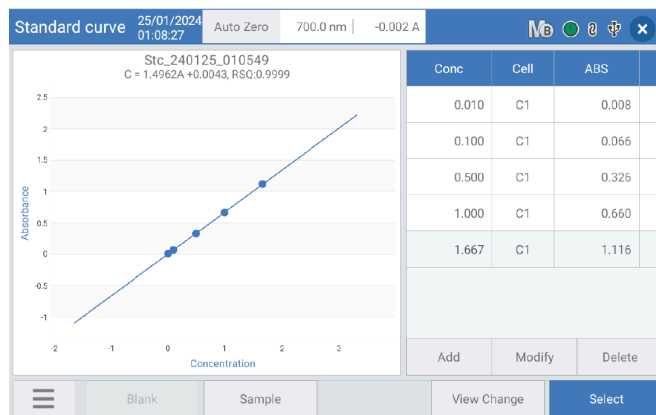 Standard curve
25/01/2024
01:08:27
Auto Zero
700.0 nm
-0.002 A
MB
Stc_240125_010549
C = 1.4962A +0.0043, RSQ:0.9999
Absorbance
2.5
2
1.5
1
0.5
0
-0.5
-1
-2 -1 0 1 2 3
Concentration
Conc Cell ABS
0.010 C1 0.008
0.100 C1 0.066
0.500 C1 0.326
1.000 C1 0.660
1.667 C1 1.116
Add Modify Delete
Blank Sample View Change Select